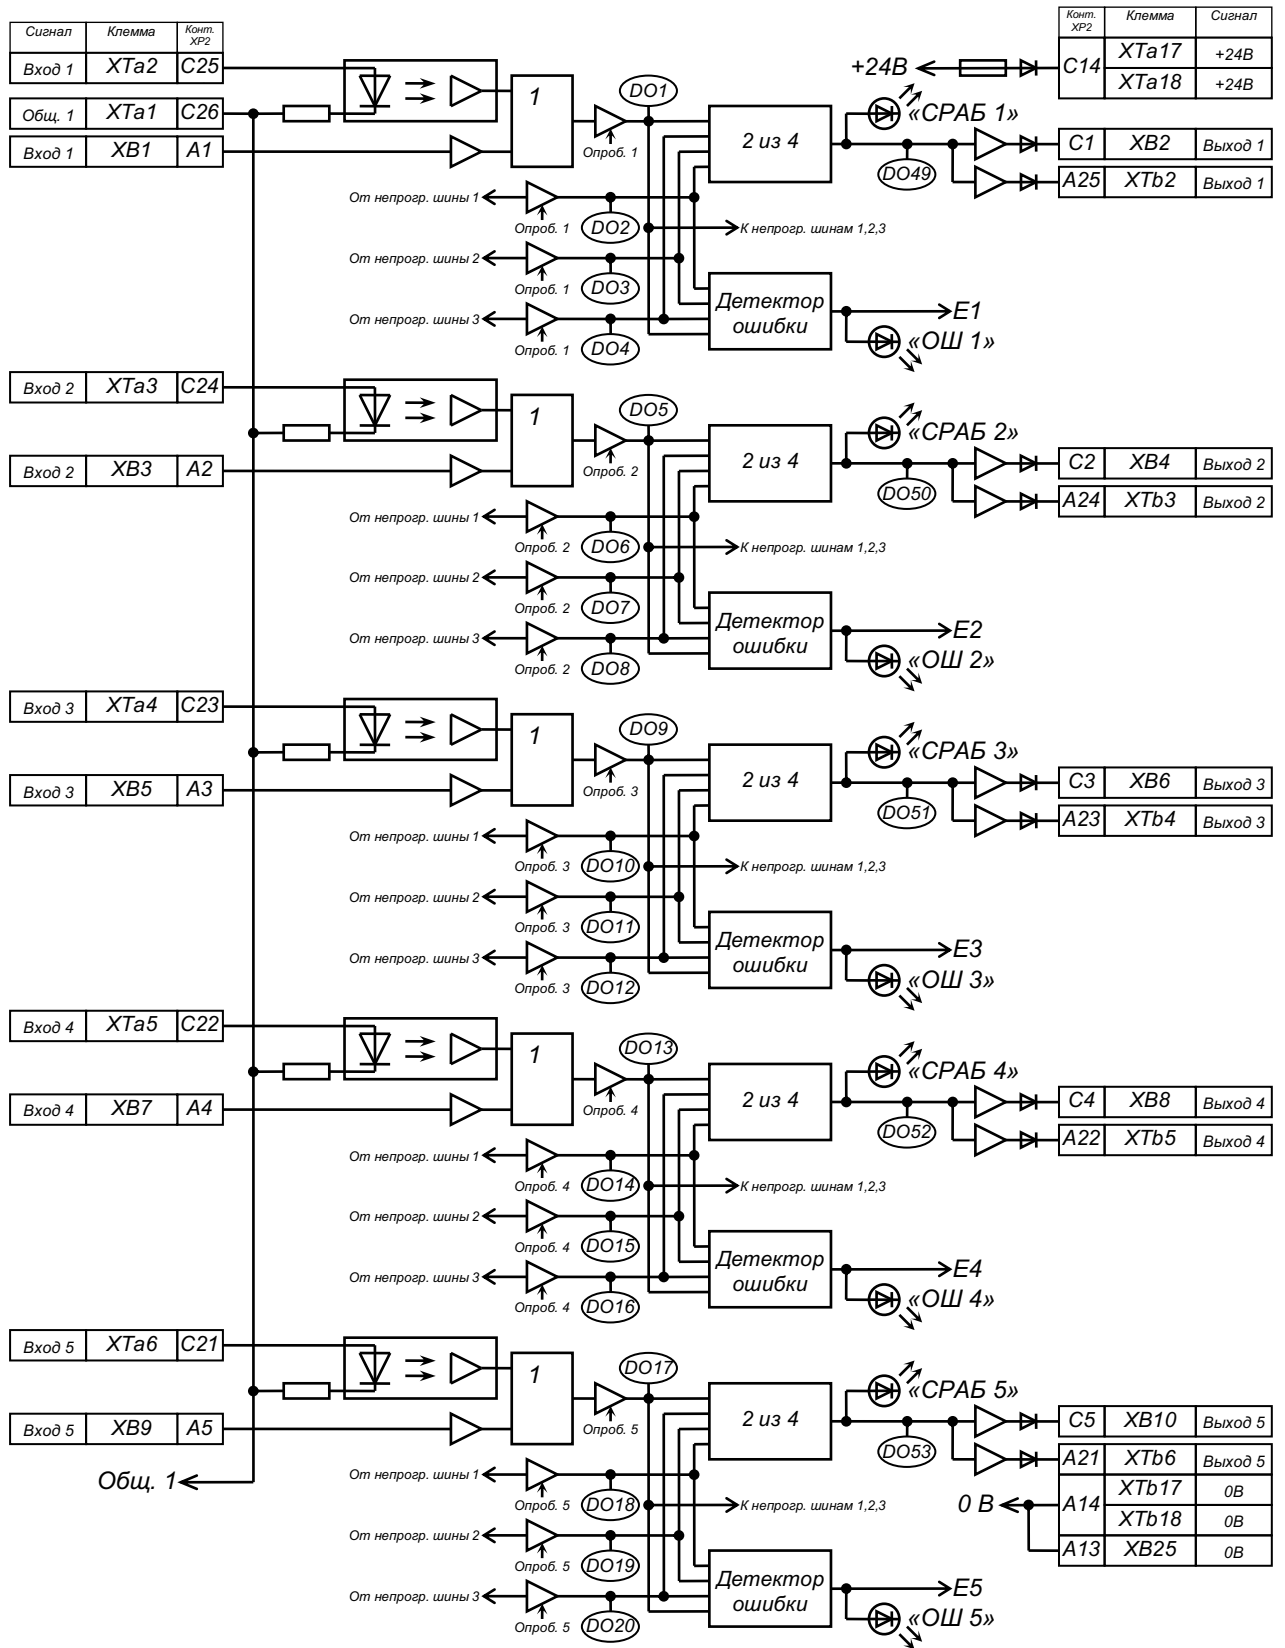 Сигнал Клемма Конт. XP2
Вход 1 XTa2 C25
Общ. 1 XTa1 C26
Вход 1 XB1 A1
1
Опроб. 1
DO1
2 из 4
«СРАБ 1»
DO49
+24В
Конт. XP2 Клемма Сигнал
C14 XTa17 +24В
XTa18 +24В
C1 XB2 Выход 1
A25 XTb2 Выход 1
От непрогр. шины 1
Опроб. 1
DO2
К непрогр. шинам 1,2,3
От непрогр. шины 2
Опроб. 1
DO3
От непрогр. шины 3
Опроб. 1
DO4
Детектор
ошибки
E1
«ОШ 1»
Вход 2 XTa3 C24
Вход 2 XB3 A2
1
Опроб. 2
DO5
2 из 4
«СРАБ 2»
DO50
C2 XB4 Выход 2
A24 XTb3 Выход 2
От непрогр. шины 1
Опроб. 2
DO6
К непрогр. шинам 1,2,3
От непрогр. шины 2
Опроб. 2
DO7
От непрогр. шины 3
Опроб. 2
DO8
Детектор
ошибки
E2
«ОШ 2»
Вход 3 XTa4 C23
Вход 3 XB5 A3
1
Опроб. 3
DO9
2 из 4
«СРАБ 3»
DO51
C3 XB6 Выход 3
A23 XTb4 Выход 3
От непрогр. шины 1
Опроб. 3
DO10
К непрогр. шинам 1,2,3
От непрогр. шины 2
Опроб. 3
DO11
От непрогр. шины 3
Опроб. 3
DO12
Детектор
ошибки
E3
«ОШ 3»
Вход 4 XTa5 C22
Вход 4 XB7 A4
1
Опроб. 4
DO13
2 из 4
«СРАБ 4»
DO52
C4 XB8 Выход 4
A22 XTb5 Выход 4
От непрогр. шины 1
Опроб. 4
DO14
К непрогр. шинам 1,2,3
От непрогр. шины 2
Опроб. 4
DO15
От непрогр. шины 3
Опроб. 4
DO16
Детектор
ошибки
E4
«ОШ 4»
Вход 5 XTa6 C21
Вход 5 XB9 A5
Общ. 1
1
Опроб. 5
DO17
2 из 4
«СРАБ 5»
DO53
C5 XB10 Выход 5
A21 XTb6 Выход 5
0 В
A14 XTb17 0В
XTb18 0В
A13 XB25 0В
От непрогр. шины 1
Опроб. 5
DO18
К непрогр. шинам 1,2,3
От непрогр. шины 2
Опроб. 5
DO19
От непрогр. шины 3
Опроб. 5
DO20
Детектор
ошибки
E5
«ОШ 5»